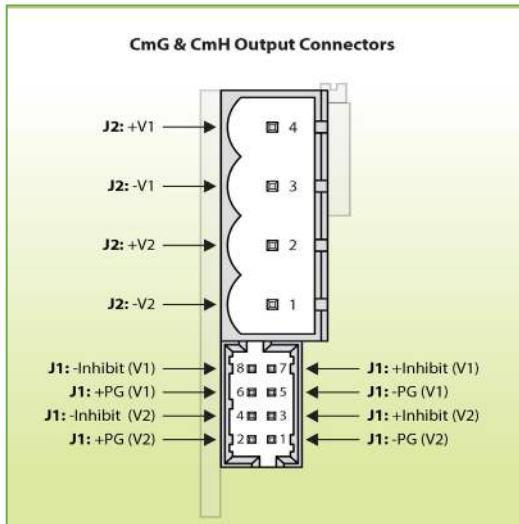 CmG & CmH Output Connectors
J2: +V1
4
J2: -V1
3
J2: +V2
2
J2: -V2
1
J1: -Inhibit (V1) 8 7 J1: +Inhibit (V1)
J1: +PG (V1) 6 5 J1: -PG (V1)
J1: -Inhibit (V2) 4 3 J1: +Inhibit (V2)
J1: +PG (V2) 2 1 J1: -PG (V2)